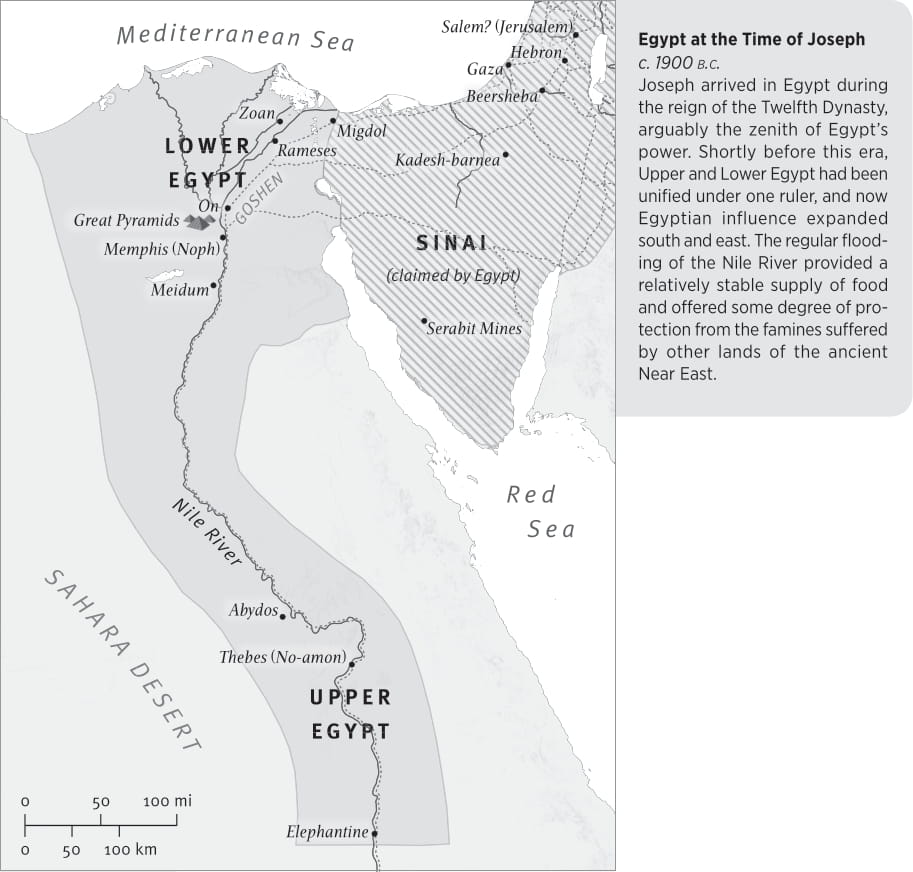 Mediterranean Sea
Salem? (Jerusalem)
Hebron
Gaza
Beersheba
Zoan
Migdol
LOWER
EGYPT
Rameses
Kadesh-barnea
On
GOSHEN
Great Pyramids
Memphis (Noph)
SINAI
(claimed by Egypt)
Meidum
Serabit Mines
Red
Sea
Nile River
SAHARA DESERT
Abydos
Thebes (No-amon)
UPPER
EGYPT
0 50 100 mi
0 50 100 km
Elephantine
Egypt at the Time of Joseph
c. 1900 B.C.
Joseph arrived in Egypt during
the reign of the Twelfth Dynasty,
arguably the zenith of Egypt’s
power. Shortly before this era,
Upper and Lower Egypt had been
unified under one ruler, and now
Egyptian influence expanded
south and east. The regular flood-
ing of the Nile River provided a
relatively stable supply of food
and offered some degree of pro-
tection from the famines suffered
by other lands of the ancient
Near East.